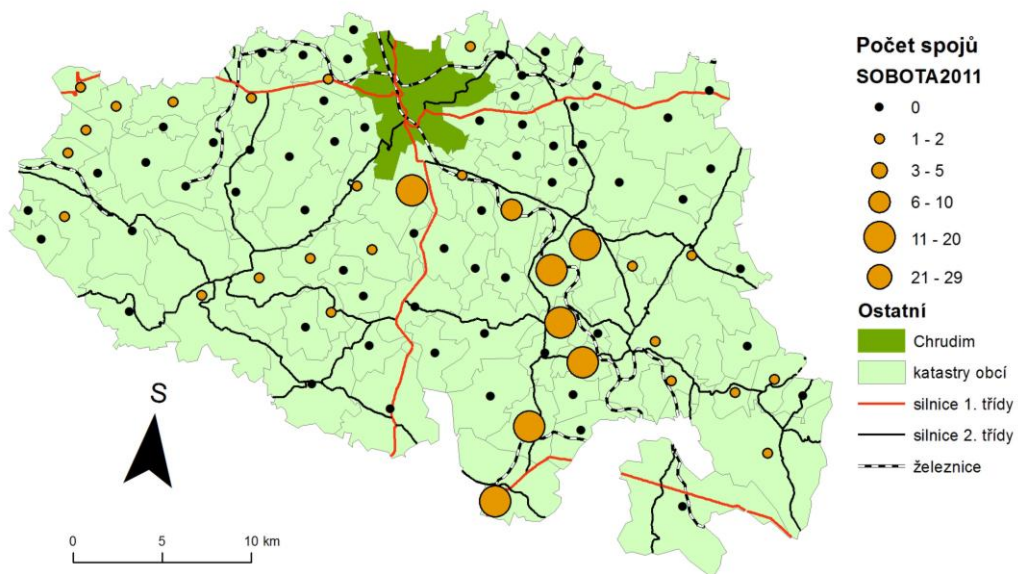 Počet spojů
SOBOTA2011
0
1 - 2
3 - 5
6 - 10
11 - 20
21 - 29
Ostatní
Chrudim
katastry obcí
silnice 1. třídy
silnice 2. třídy
železnice
S
0 5 10 km